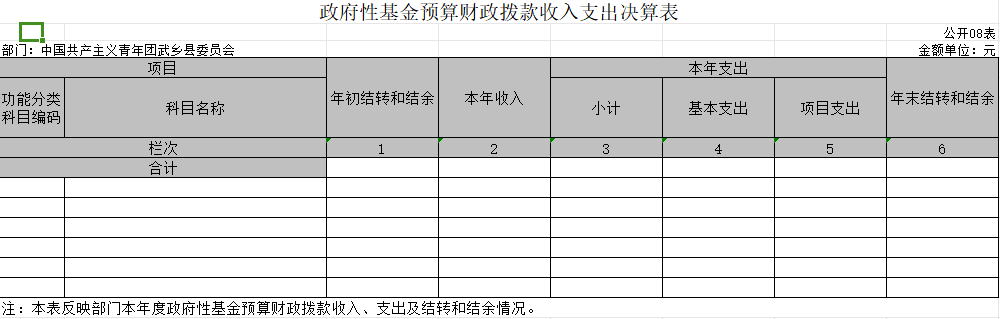 政府性基金预算财政拨款收入支出决算表
公开08表
部门：中国共产主义青年团武乡县委员会 金额单位：元
项目 年初结转和结余 本年收入 本年支出 年末结转和结余
功能分类科目编码 科目名称 小计 基本支出 项目支出
栏次 1 2 3 4 5 6
合计
注：本表反映部门本年度政府性基金预算财政拨款收入、支出及结转和结余情况。